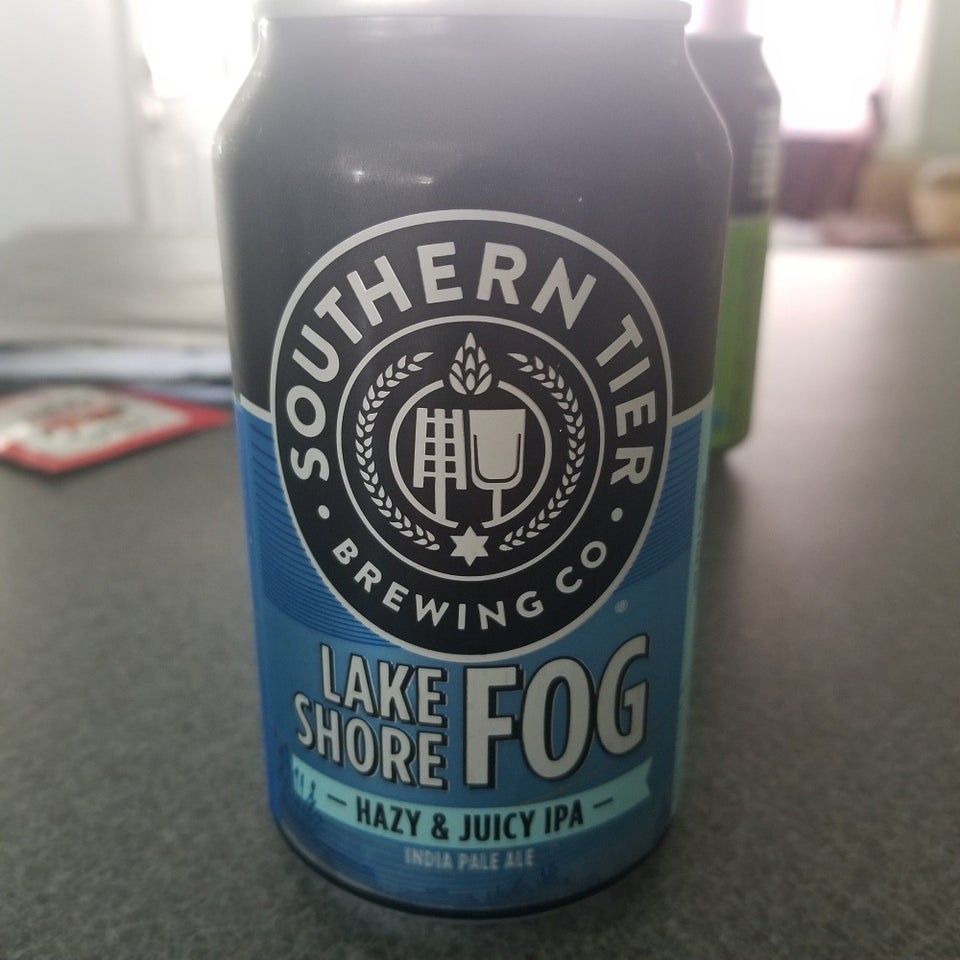 SOUTHERN TIER
• BREWING CO •
®
LAKE
SHORE
FOG
— HAZY & JUICY IPA —
INDIA PALE ALE